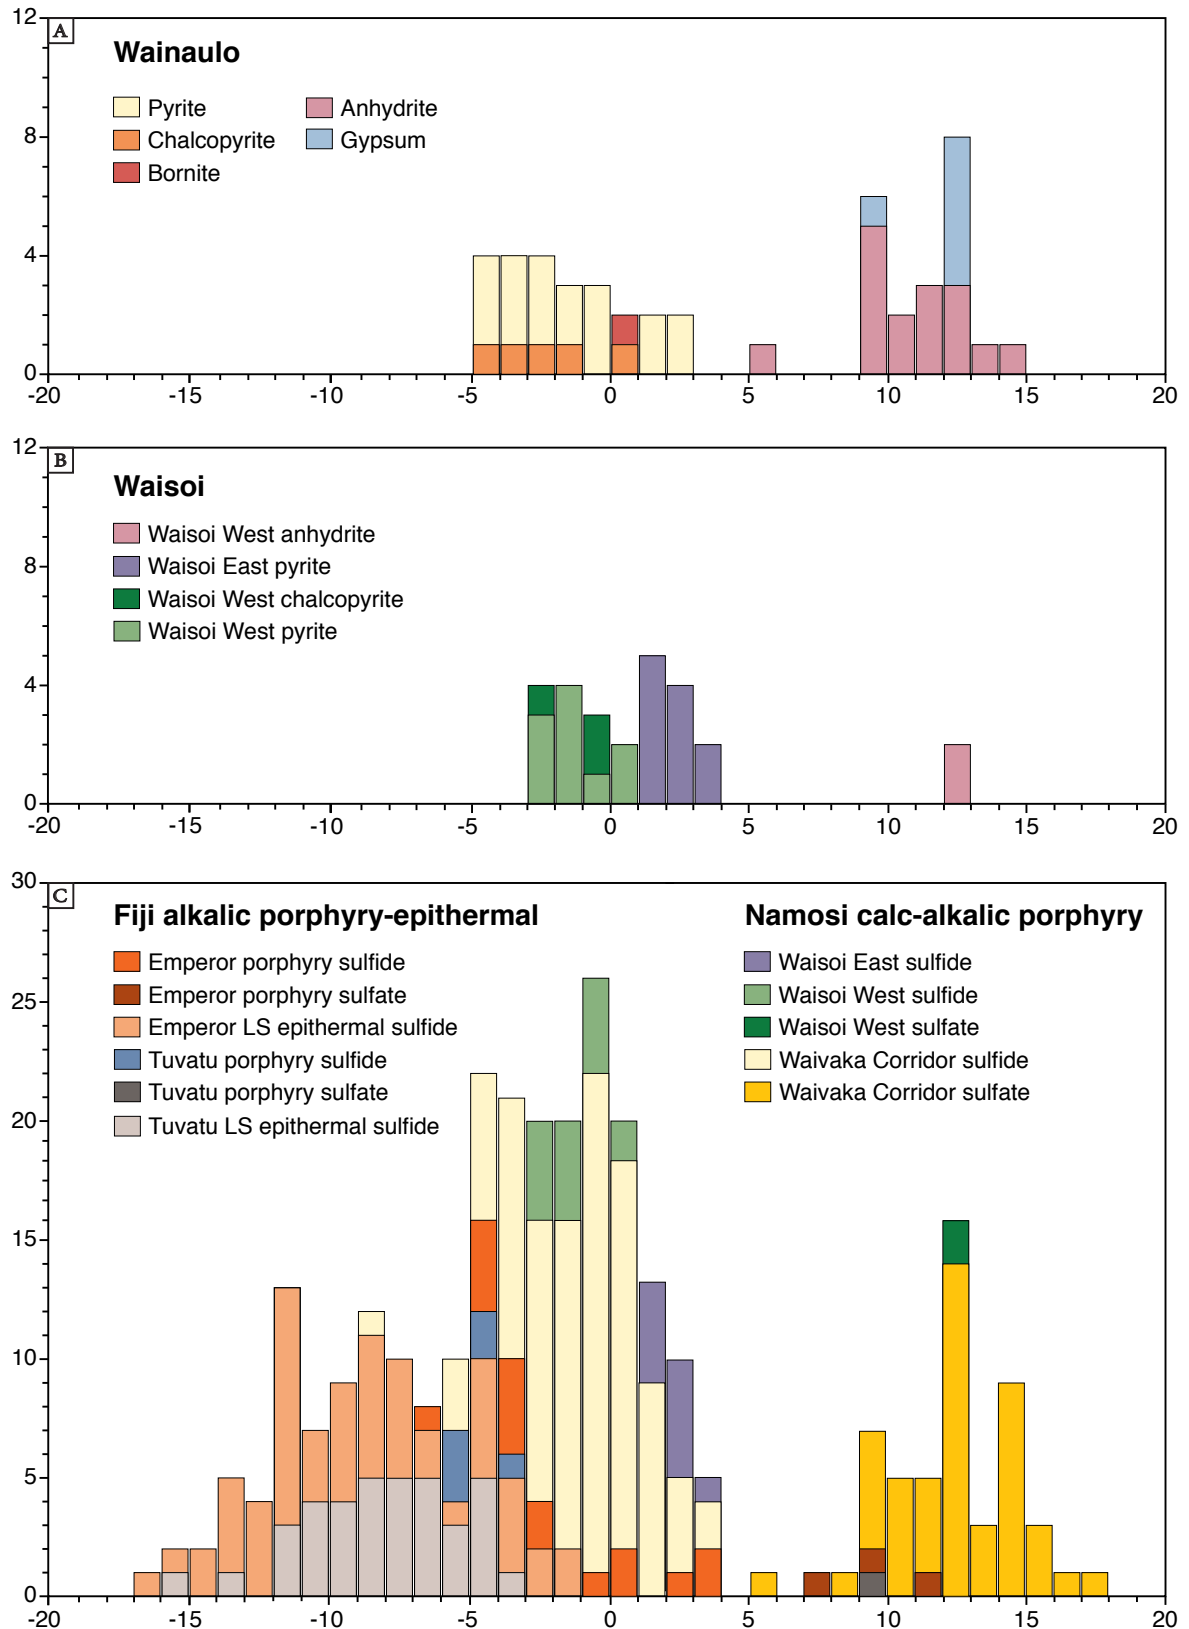 12
A
Wainaulo
Pyrite
Anhydrite
8
Chalcopyrite
Gypsum
Bornite
4
0
-20 -15 -10 -5 0 5 10 15 20
12
B
Waisoi
Waisoi West anhydrite
8
Waisoi East pyrite
Waisoi West chalcopyrite
Waisoi West pyrite
4
0
-20 -15 -10 -5 0 5 10 15 20
30
C
Fiji alkalic porphyry-epithermal
Emperor porphyry sulfide
Emperor porphyry sulfate
Emperor LS epithermal sulfide
Tuvatu porphyry sulfide
Tuvatu porphyry sulfate
Tuvatu LS epithermal sulfide
Namosi calc-alkalic porphyry
Waisoi East sulfide
Waisoi West sulfide
Waisoi West sulfate
Waivaka Corridor sulfide
Waivaka Corridor sulfate
25
20
15
10
5
0
-20 -15 -10 -5 0 5 10 15 20